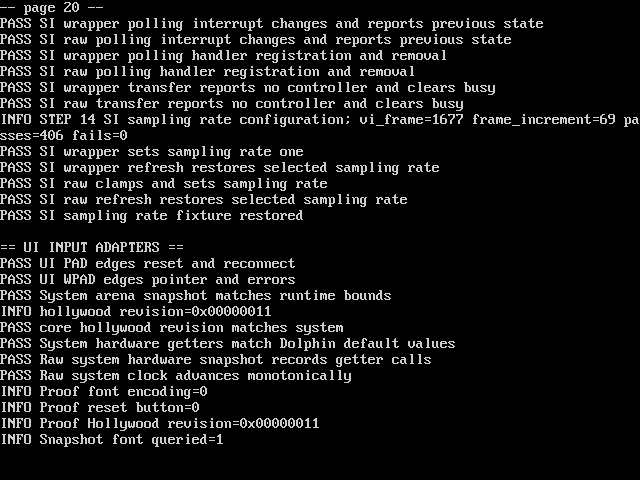 -- page 20 --
PASS SI wrapper polling interrupt changes and reports previous state
PASS SI raw polling interrupt changes and reports previous state
PASS SI wrapper polling handler registration and removal
PASS SI raw polling handler registration and removal
PASS SI wrapper transfer reports no controller and clears busy
PASS SI raw transfer reports no controller and clears busy
INFO STEP 14 SI sampling rate configuration; vi_frame=1677 frame_increment=69 pa
sses=406 fails=0
PASS SI wrapper sets sampling rate one
PASS SI wrapper refresh restores selected sampling rate
PASS SI raw clamps and sets sampling rate
PASS SI raw refresh restores selected sampling rate
PASS SI sampling rate fixture restored

== UI INPUT ADAPTERS ==
PASS UI PAD edges reset and reconnect
PASS UI WPAD edges pointer and errors
PASS System arena snapshot matches runtime bounds
INFO hollywood revision=0x00000011
PASS core hollywood revision matches system
PASS System hardware getters match Dolphin default values
PASS Raw system hardware snapshot records getter calls
PASS Raw system clock advances monotonically
INFO Proof font encoding=0
INFO Proof reset button=0
INFO Proof Hollywood revision=0x00000011
INFO Snapshot font queried=1